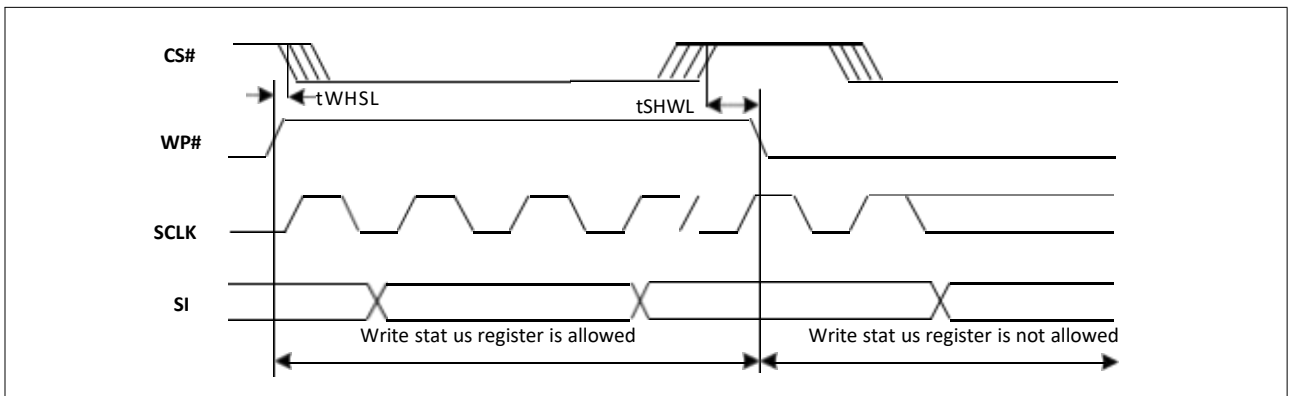 CS#
tWHSL
tSHWL
WP#
SCLK
SI
Write stat us register is allowed
Write stat us register is not allowed